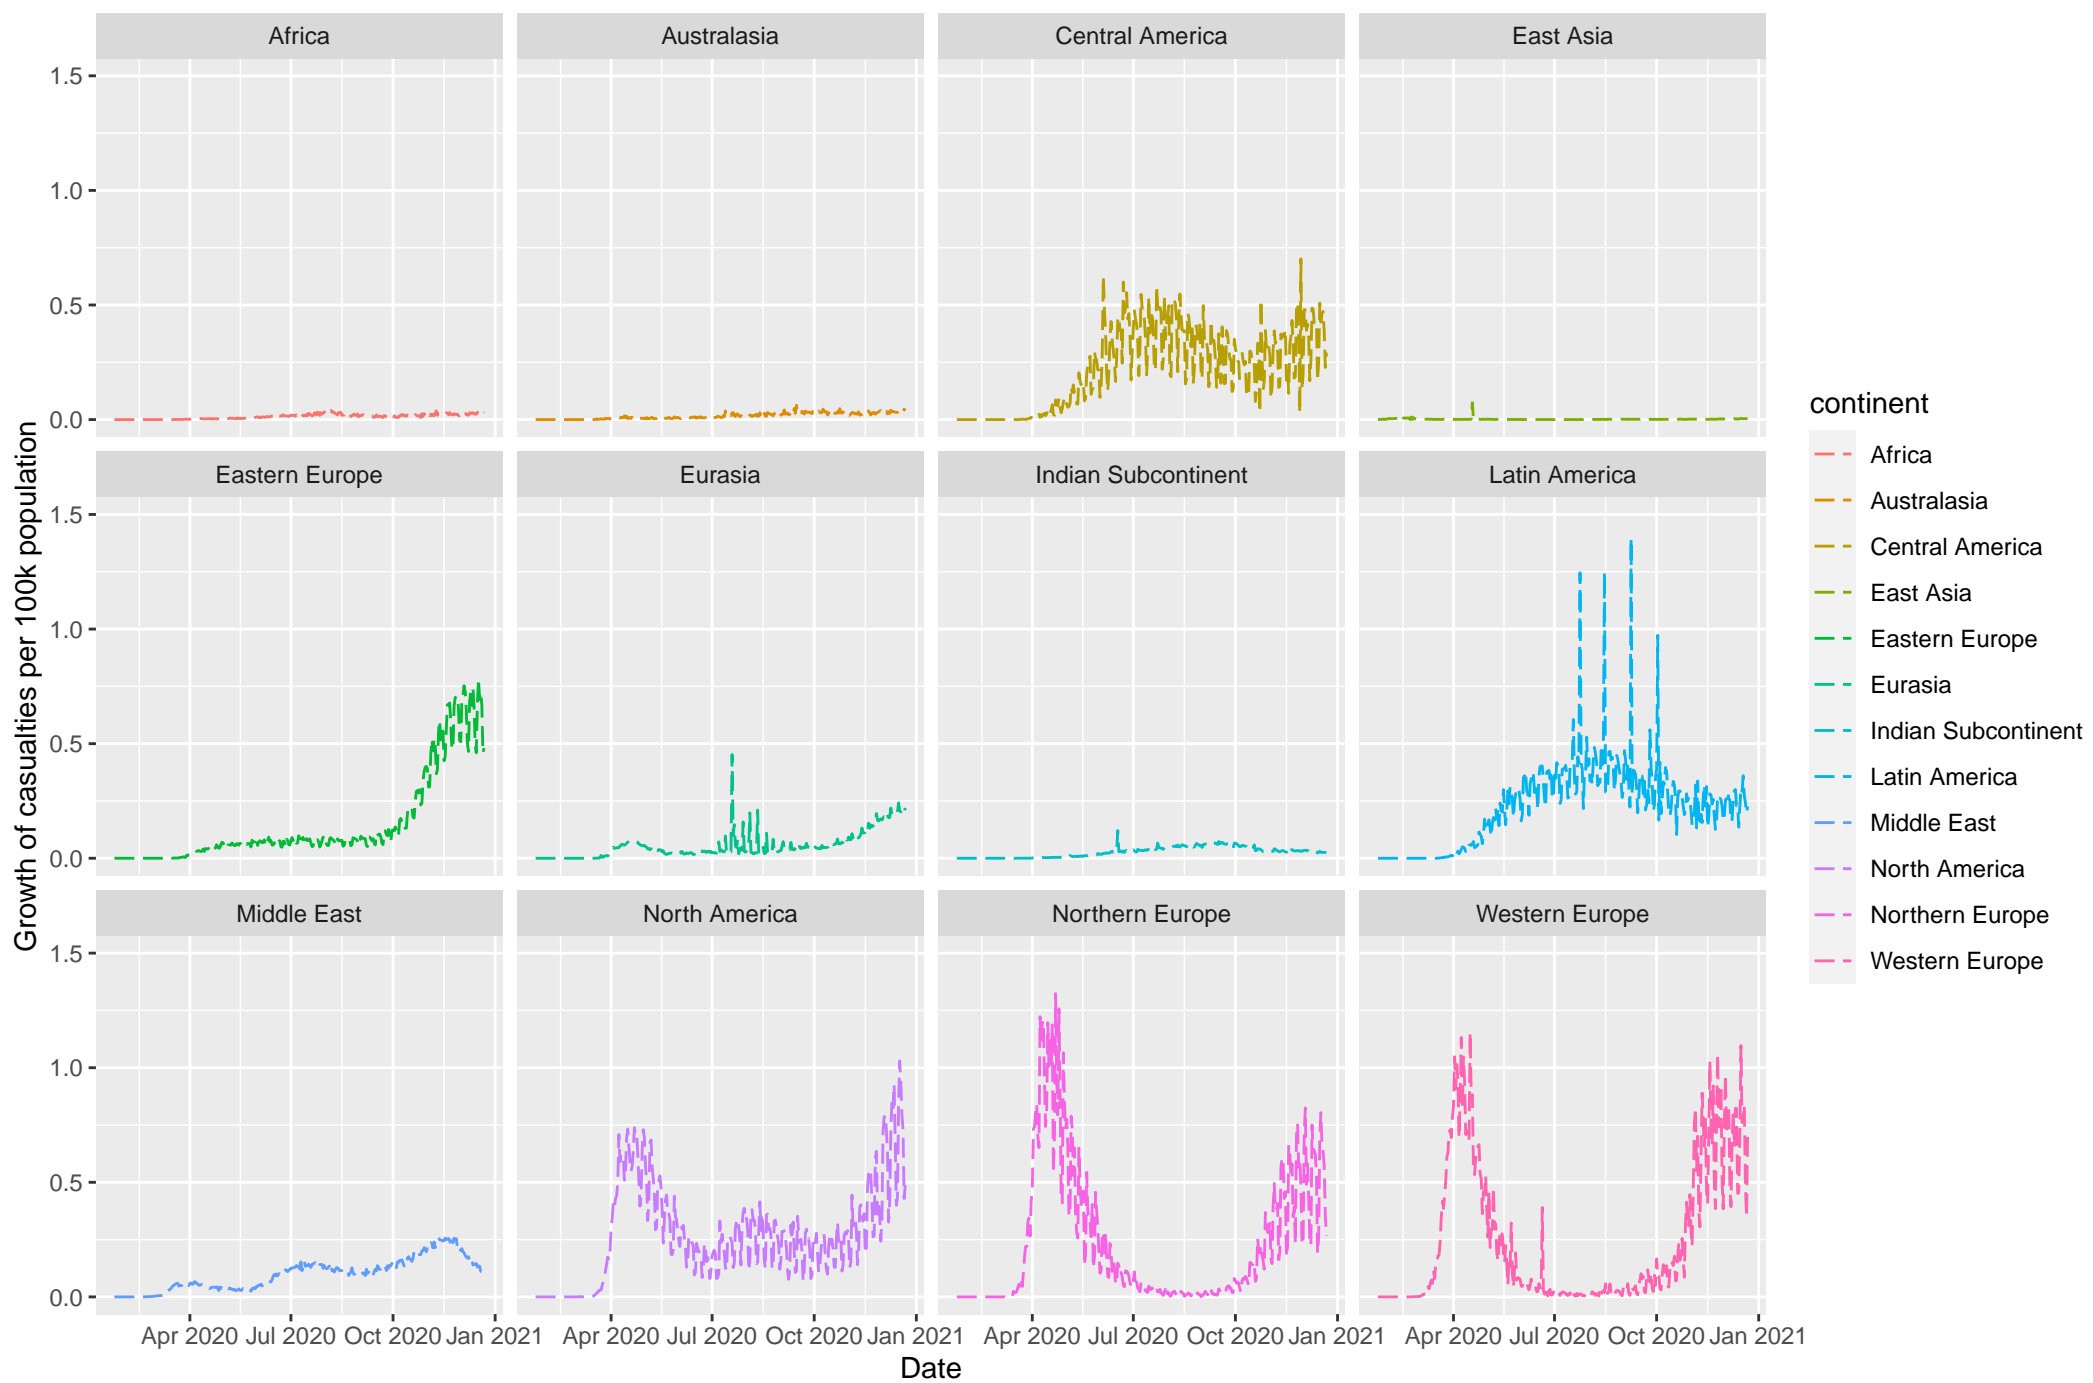 Africa
Australasia
Central America
East Asia
1.5
1.0
0.5
0.0
Eastern Europe
Eurasia
Indian Subcontinent
Latin America
1.5
1.0
0.5
0.0
Middle East
North America
Northern Europe
Western Europe
1.5
1.0
0.5
0.0
Apr 2020 Jul 2020 Oct 2020 Jan 2021
Apr 2020 Jul 2020 Oct 2020 Jan 2021
Apr 2020 Jul 2020 Oct 2020 Jan 2021
Apr 2020 Jul 2020 Oct 2020 Jan 2021
Date
Growth of casualties per 100k population
continent
Africa
Australasia
Central America
East Asia
Eastern Europe
Eurasia
Indian Subcontinent
Latin America
Middle East
North America
Northern Europe
Western Europe